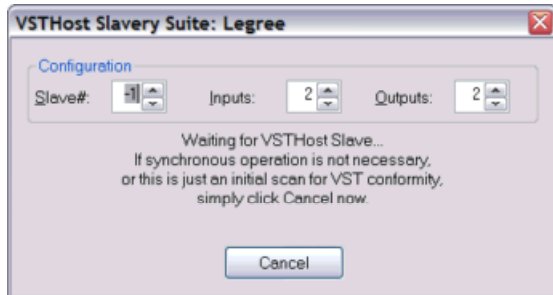 VSTHost Slavery Suite: Legree
Configuration
Slave#: -1 Inputs: 2 Outputs: 2
Waiting for VSTHost Slave...
If synchronous operation is not necessary,
or this is just an initial scan for VST conformity,
simply click Cancel now.
Cancel